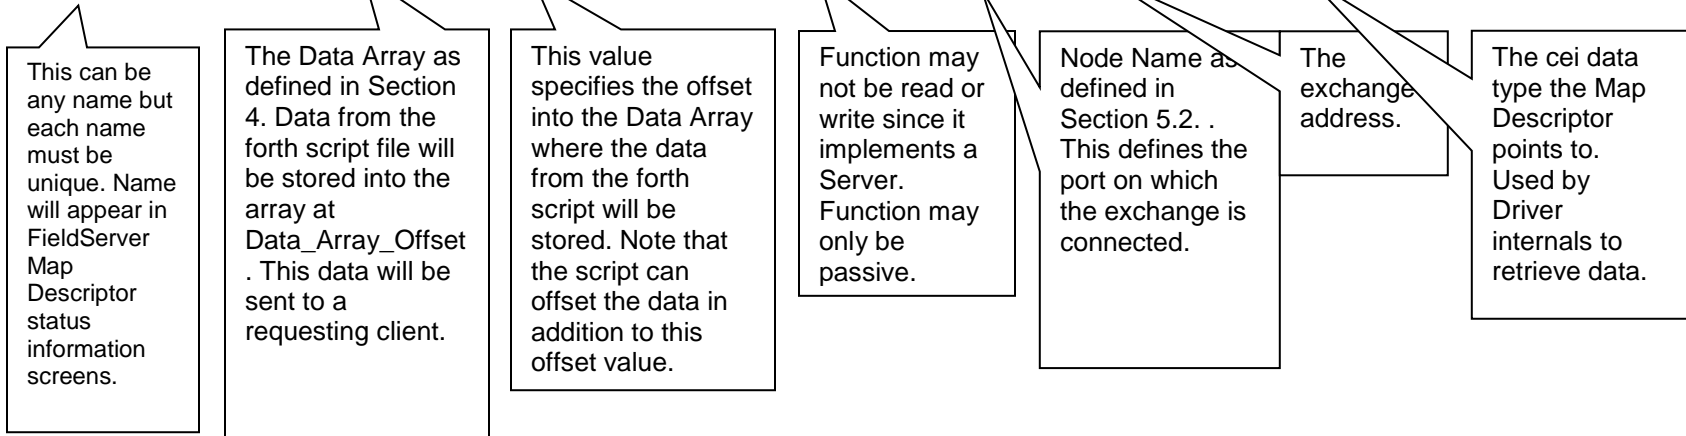 This can be
any name but
each name
must be
unique. Name
will appear in
FieldServer
Map
Descriptor
status
information
screens.
The Data Array as
defined in Section
4. Data from the
forth script file will
be stored into the
array at
Data_Array_Offset
. This data will be
sent to a
requesting client.
This value
specifies the offset
into the Data Array
where the data
from the forth
script will be
stored. Note that
the script can
offset the data in
addition to this
offset value.
Function may
not be read or
write since it
implements a
Server.
Function may
only be
passive.
Node Name as
defined in
Section 5.2. .
This defines the
port on which
the exchange is
connected.
The
exchange
address.
The cei data
type the Map
Descriptor
points to.
Used by
Driver
internals to
retrieve data.